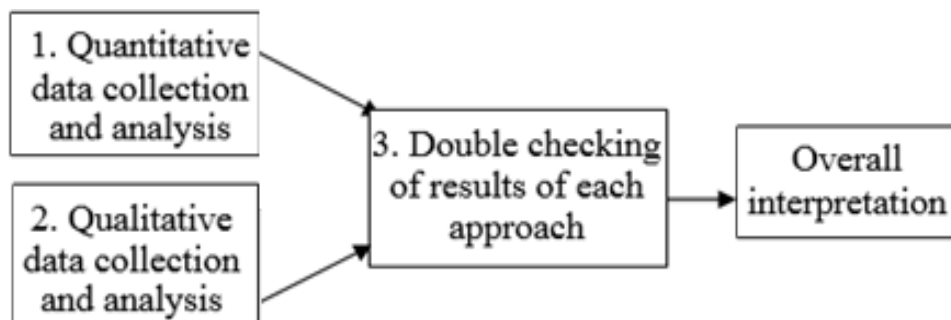 1. Quantitative
data collection
and analysis
2. Qualitative
data collection
and analysis
3. Double checking
of results of each
approach
Overall
interpretation